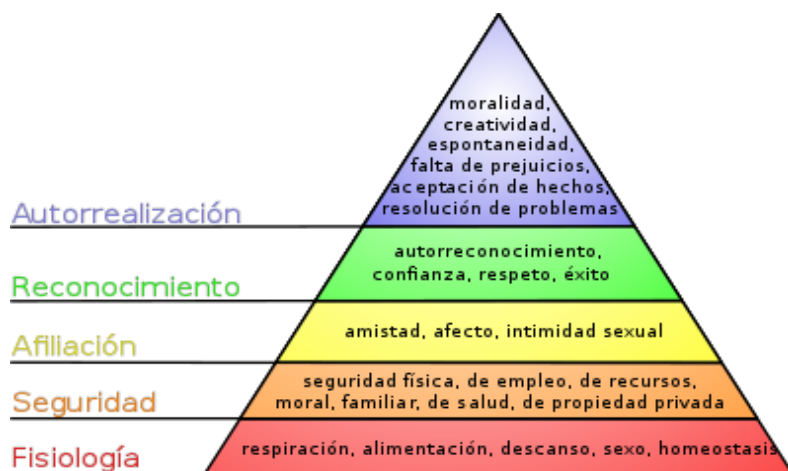 moralidad,
creatividad,
espontaneidad,
falta de prejuicios,
aceptación de hechos,
resolución de problemas
Autorrealización
autorreconocimiento,
confianza, respeto, éxito
Reconocimiento
amistad, afecto, intimidad sexual
Afiliación
seguridad física, de empleo, de recursos,
moral, familiar, de salud, de propiedad privada
Seguridad
respiración, alimentación, descanso, sexo, homeostasis
Fisiología